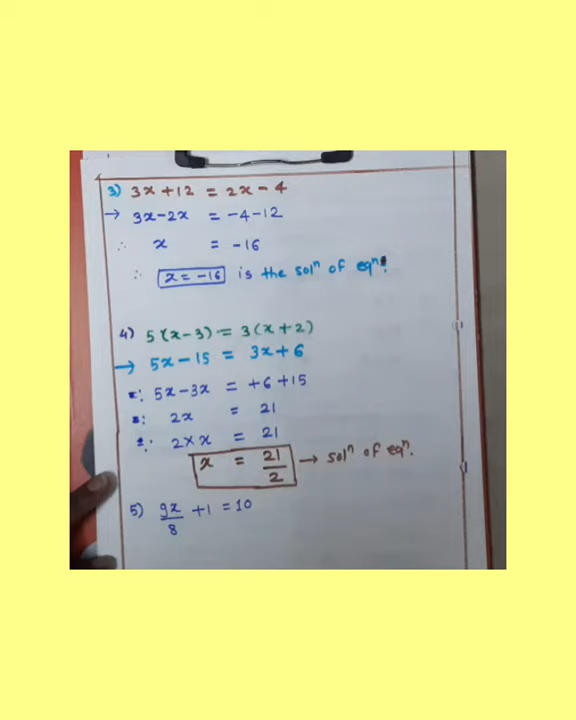 3) 3x + 12 = 2x - 4
→ 3x - 2x = -4 - 12
∴ x = -16
∴ x = -16 is the solⁿ of eqⁿ.
4) 5(x - 3) = 3(x + 2)
→ 5x - 15 = 3x + 6
∴ 5x - 3x = +6 + 15
∴ 2x = 21
∴ 2 × x = 21
x = 21/2 → solⁿ of eqⁿ.
5) 9x/8 + 1 = 10